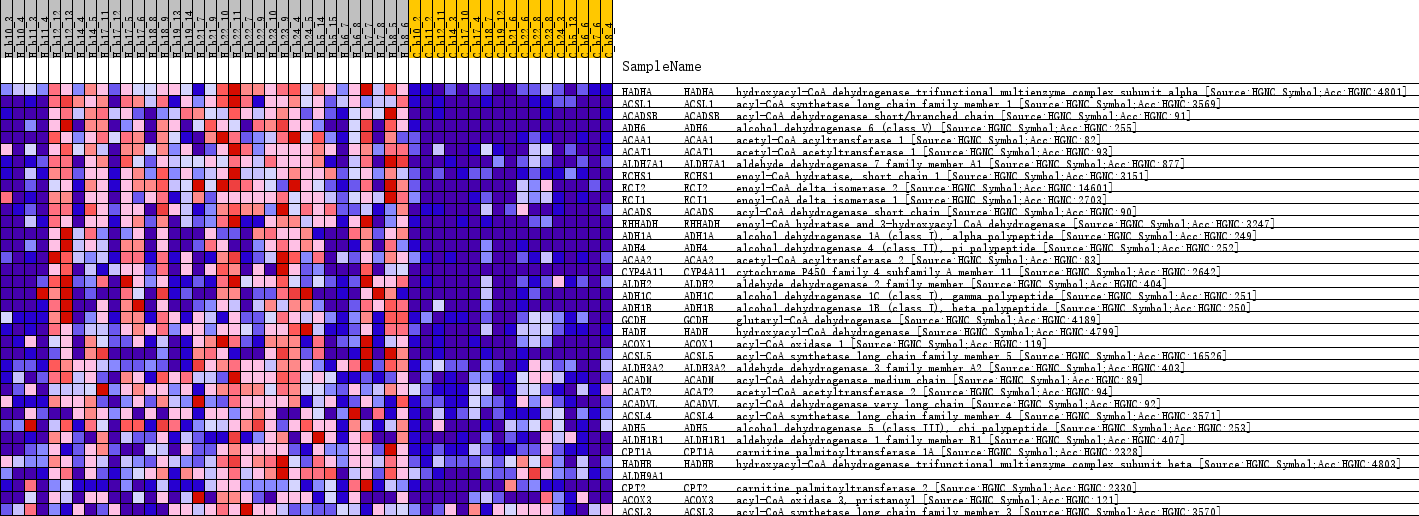 SampleName
HADHA HADHA hydroxyacyl-CoA dehydrogenase trifunctional multienzyme complex subunit alpha [Source:HGNC Symbol;Acc:HGNC:4801]
ACSL1 ACSL1 acyl-CoA synthetase long chain family member 1 [Source:HGNC Symbol;Acc:HGNC:3569]
ACADSB ACADSB acyl-CoA dehydrogenase short/branched chain [Source:HGNC Symbol;Acc:HGNC:91]
ADH6 ADH6 alcohol dehydrogenase 6 (class V) [Source:HGNC Symbol;Acc:HGNC:255]
ACAA1 ACAA1 acetyl-CoA acyltransferase 1 [Source:HGNC Symbol;Acc:HGNC:82]
ACAT1 ACAT1 acetyl-CoA acetyltransferase 1 [Source:HGNC Symbol;Acc:HGNC:93]
ALDH7A1 ALDH7A1 aldehyde dehydrogenase 7 family member A1 [Source:HGNC Symbol;Acc:HGNC:877]
ECHS1 ECHS1 enoyl-CoA hydratase, short chain 1 [Source:HGNC Symbol;Acc:HGNC:3151]
ECI2 ECI2 enoyl-CoA delta isomerase 2 [Source:HGNC Symbol;Acc:HGNC:14601]
ECI1 ECI1 enoyl-CoA delta isomerase 1 [Source:HGNC Symbol;Acc:HGNC:2703]
ACADS ACADS acyl-CoA dehydrogenase short chain [Source:HGNC Symbol;Acc:HGNC:90]
EHHADH EHHADH enoyl-CoA hydratase and 3-hydroxyacyl CoA dehydrogenase [Source:HGNC Symbol;Acc:HGNC:3247]
ADH1A ADH1A alcohol dehydrogenase 1A (class I), alpha polypeptide [Source:HGNC Symbol;Acc:HGNC:249]
ADH4 ADH4 alcohol dehydrogenase 4 (class II), pi polypeptide [Source:HGNC Symbol;Acc:HGNC:252]
ACAA2 ACAA2 acetyl-CoA acyltransferase 2 [Source:HGNC Symbol;Acc:HGNC:83]
CYP4A11 CYP4A11 cytochrome P450 family 4 subfamily A member 11 [Source:HGNC Symbol;Acc:HGNC:2642]
ALDH2 ALDH2 aldehyde dehydrogenase 2 family member [Source:HGNC Symbol;Acc:HGNC:404]
ADH1C ADH1C alcohol dehydrogenase 1C (class I), gamma polypeptide [Source:HGNC Symbol;Acc:HGNC:251]
ADH1B ADH1B alcohol dehydrogenase 1B (class I), beta polypeptide [Source:HGNC Symbol;Acc:HGNC:250]
GCDH GCDH glutaryl-CoA dehydrogenase [Source:HGNC Symbol;Acc:HGNC:4189]
HADH HADH hydroxyacyl-CoA dehydrogenase [Source:HGNC Symbol;Acc:HGNC:4799]
ACOX1 ACOX1 acyl-CoA oxidase 1 [Source:HGNC Symbol;Acc:HGNC:119]
ACSL5 ACSL5 acyl-CoA synthetase long chain family member 5 [Source:HGNC Symbol;Acc:HGNC:16526]
ALDH3A2 ALDH3A2 aldehyde dehydrogenase 3 family member A2 [Source:HGNC Symbol;Acc:HGNC:403]
ACADM ACADM acyl-CoA dehydrogenase medium chain [Source:HGNC Symbol;Acc:HGNC:89]
ACAT2 ACAT2 acetyl-CoA acetyltransferase 2 [Source:HGNC Symbol;Acc:HGNC:94]
ACADVL ACADVL acyl-CoA dehydrogenase very long chain [Source:HGNC Symbol;Acc:HGNC:92]
ACSL4 ACSL4 acyl-CoA synthetase long chain family member 4 [Source:HGNC Symbol;Acc:HGNC:3571]
ADH5 ADH5 alcohol dehydrogenase 5 (class III), chi polypeptide [Source:HGNC Symbol;Acc:HGNC:253]
ALDH1B1 ALDH1B1 aldehyde dehydrogenase 1 family member B1 [Source:HGNC Symbol;Acc:HGNC:407]
CPT1A CPT1A carnitine palmitoyltransferase 1A [Source:HGNC Symbol;Acc:HGNC:2328]
HADHB HADHB hydroxyacyl-CoA dehydrogenase trifunctional multienzyme complex subunit beta [Source:HGNC Symbol;Acc:HGNC:4803]
ALDH9A1
CPT2 CPT2 carnitine palmitoyltransferase 2 [Source:HGNC Symbol;Acc:HGNC:2330]
ACOX3 ACOX3 acyl-CoA oxidase 3, pristanoyl [Source:HGNC Symbol;Acc:HGNC:121]
ACSL3 ACSL3 acyl-CoA synthetase long chain family member 3 [Source:HGNC Symbol;Acc:HGNC:3570]